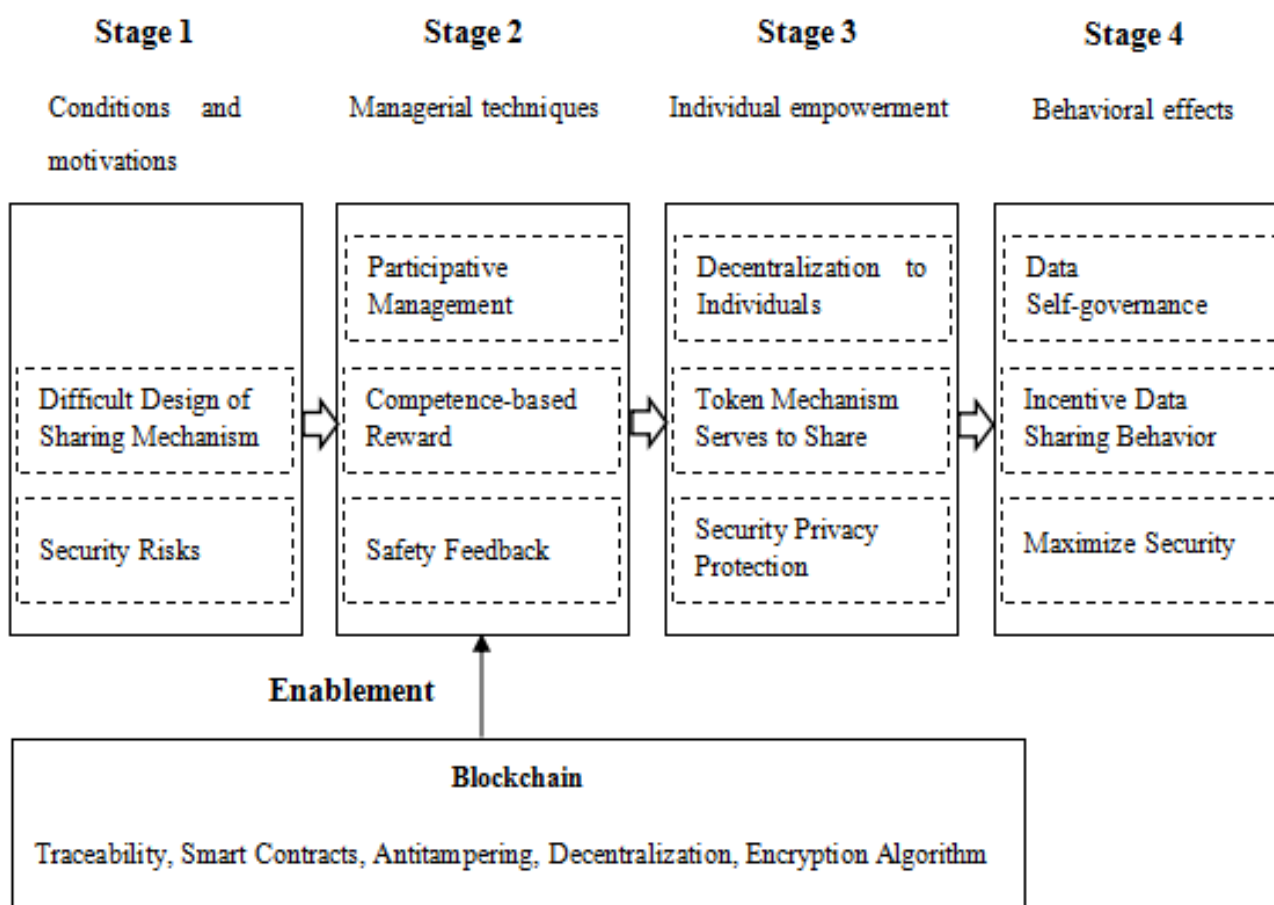 Stage 1
Stage 2
Stage 3
Stage 4
Conditions and
motivations
Managerial techniques
Individual empowerment
Behavioral effects
Difficult Design of
Sharing Mechanism
Security Risks
Participative
Management
Competence-based
Reward
Safety Feedback
Decentralization to
Individuals
Token Mechanism
Serves to Share
Security Privacy
Protection
Data
Self-governance
Incentive Data
Sharing Behavior
Maximize Security
Enablement
Blockchain
Traceability, Smart Contracts, Antitampering, Decentralization, Encryption Algorithm